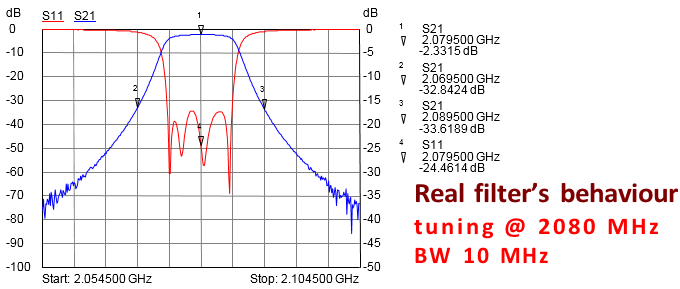 dB S11 S21 dB
0 0
-10 -5
-20 -10
-30 -15
-40 -20
-50 -25
-60 -30
-70 -35
-80 -40
-90 -45
-100 -50
1
2
3
4
Start: 2.054500 GHz Stop: 2.104500 GHz
1 S21
2.079500 GHz
-2.3315 dB
2 S21
2.069500 GHz
-32.8424 dB
3 S21
2.089500 GHz
-33.6189 dB
4 S11
2.079500 GHz
-24.4614 dB
Real filter's behaviour
tuning @ 2080 MHz
BW 10 MHz